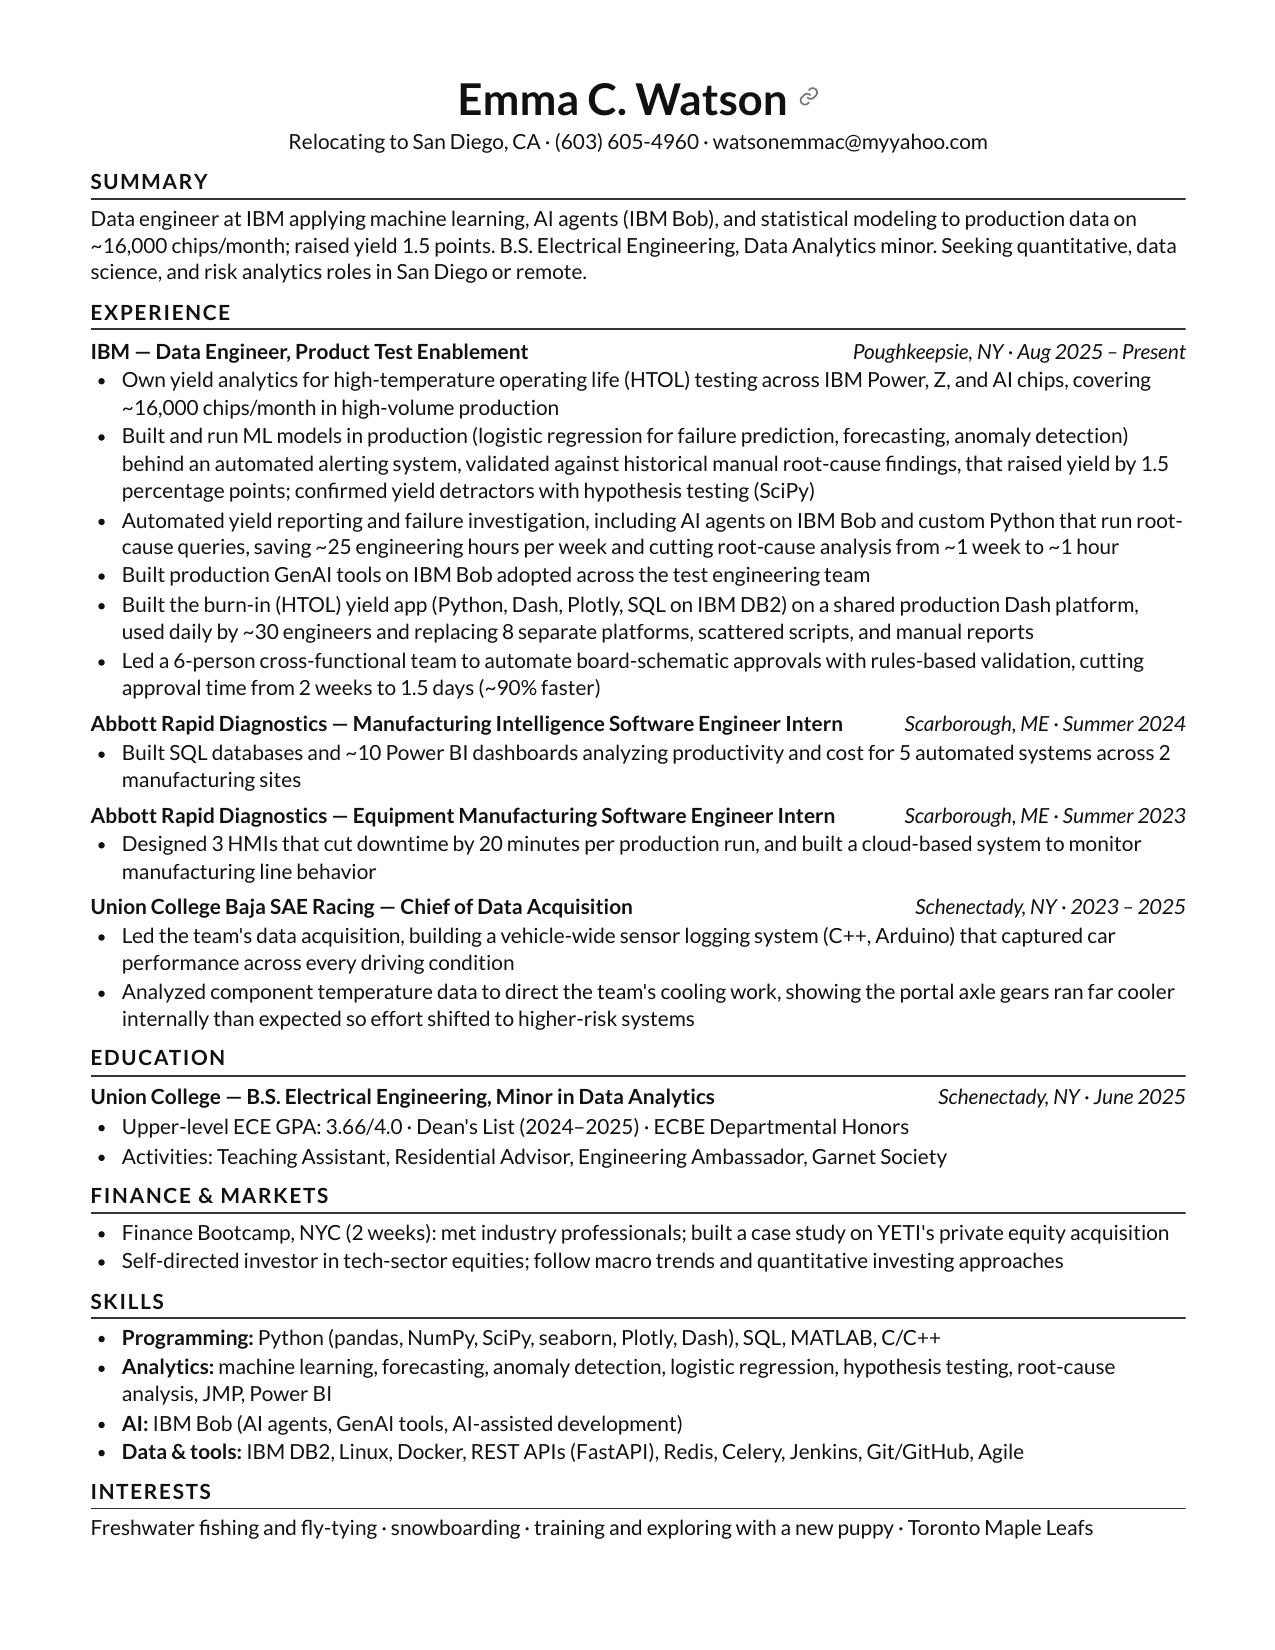 Emma C. Watson
Relocating to San Diego, CA · (603) 605-4960 · watsonemmac@myyahoo.com
SUMMARY
Data engineer at IBM applying machine learning, AI agents (IBM Bob), and statistical modeling to production data on
~16,000 chips/month; raised yield 1.5 points. B.S. Electrical Engineering, Data Analytics minor. Seeking quantitative, data
science, and risk analytics roles in San Diego or remote.
EXPERIENCE
IBM — Data Engineer, Product Test Enablement Poughkeepsie, NY · Aug 2025 – Present
• Own yield analytics for high-temperature operating life (HTOL) testing across IBM Power, Z, and AI chips, covering
~16,000 chips/month in high-volume production
• Built and run ML models in production (logistic regression for failure prediction, forecasting, anomaly detection)
behind an automated alerting system, validated against historical manual root-cause findings, that raised yield by 1.5
percentage points; confirmed yield detractors with hypothesis testing (SciPy)
• Automated yield reporting and failure investigation, including AI agents on IBM Bob and custom Python that run root-
cause queries, saving ~25 engineering hours per week and cutting root-cause analysis from ~1 week to ~1 hour
• Built production GenAI tools on IBM Bob adopted across the test engineering team
• Built the burn-in (HTOL) yield app (Python, Dash, Plotly, SQL on IBM DB2) on a shared production Dash platform,
used daily by ~30 engineers and replacing 8 separate platforms, scattered scripts, and manual reports
• Led a 6-person cross-functional team to automate board-schematic approvals with rules-based validation, cutting
approval time from 2 weeks to 1.5 days (~90% faster)
Abbott Rapid Diagnostics — Manufacturing Intelligence Software Engineer Intern Scarborough, ME · Summer 2024
• Built SQL databases and ~10 Power BI dashboards analyzing productivity and cost for 5 automated systems across 2
manufacturing sites
Abbott Rapid Diagnostics — Equipment Manufacturing Software Engineer Intern Scarborough, ME · Summer 2023
• Designed 3 HMIs that cut downtime by 20 minutes per production run, and built a cloud-based system to monitor
manufacturing line behavior
Union College Baja SAE Racing — Chief of Data Acquisition Schenectady, NY · 2023 – 2025
• Led the team's data acquisition, building a vehicle-wide sensor logging system (C++, Arduino) that captured car
performance across every driving condition
• Analyzed component temperature data to direct the team's cooling work, showing the portal axle gears ran far cooler
internally than expected so effort shifted to higher-risk systems
EDUCATION
Union College — B.S. Electrical Engineering, Minor in Data Analytics Schenectady, NY · June 2025
• Upper-level ECE GPA: 3.66/4.0 · Dean's List (2024–2025) · ECBE Departmental Honors
• Activities: Teaching Assistant, Residential Advisor, Engineering Ambassador, Garnet Society
FINANCE & MARKETS
• Finance Bootcamp, NYC (2 weeks): met industry professionals; built a case study on YETI's private equity acquisition
• Self-directed investor in tech-sector equities; follow macro trends and quantitative investing approaches
SKILLS
• Programming: Python (pandas, NumPy, SciPy, seaborn, Plotly, Dash), SQL, MATLAB, C/C++
• Analytics: machine learning, forecasting, anomaly detection, logistic regression, hypothesis testing, root-cause
analysis, JMP, Power BI
• AI: IBM Bob (AI agents, GenAI tools, AI-assisted development)
• Data & tools: IBM DB2, Linux, Docker, REST APIs (FastAPI), Redis, Celery, Jenkins, Git/GitHub, Agile
INTERESTS
Freshwater fishing and fly-tying · snowboarding · training and exploring with a new puppy · Toronto Maple Leafs